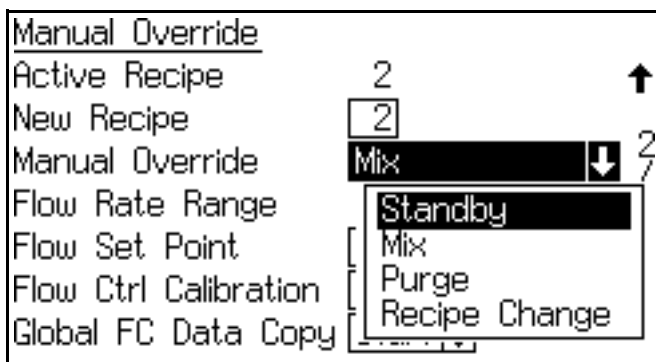 Manual Override
Active Recipe 2
New Recipe 2
Manual Override Mix
Flow Rate Range Standby
Flow Set Point Mix
Flow Ctrl Calibration Purge
Global FC Data Copy Recipe Change